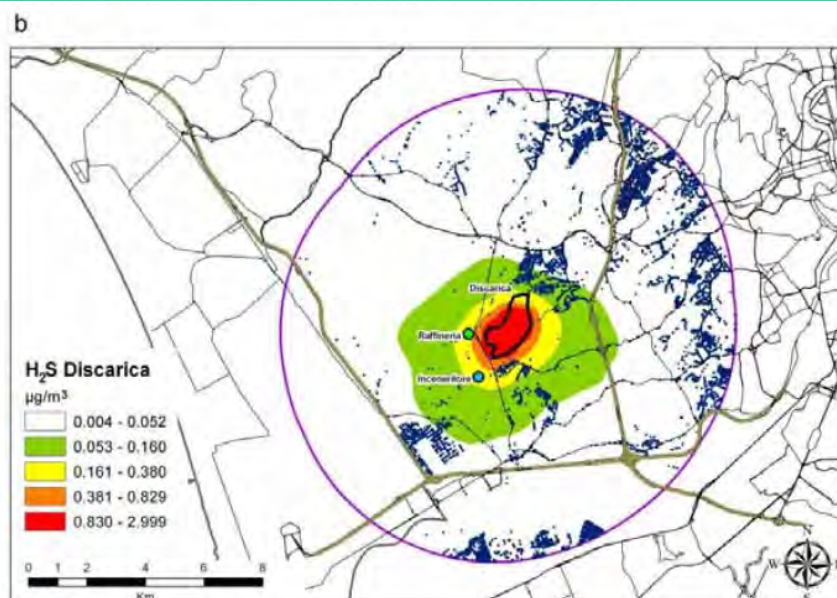 b
Discarica
Raffineria
Inceneritore
H₂S Discarica
µg/m³
0.004 - 0.052
0.053 - 0.160
0.161 - 0.380
0.381 - 0.829
0.830 - 2.999
0 2 4 6 8
Km
N
W
S